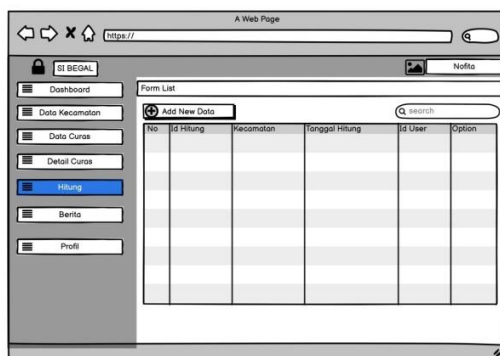 A Web Page
https://
SI BEGAL
Nofita
Dashboard
Data Kecamatan
Data Curas
Detail Curas
Hitung
Berita
Profil
Form List
Add New Data
search
No Id Hitung Kecamatan Tanggal Hitung Id User Option